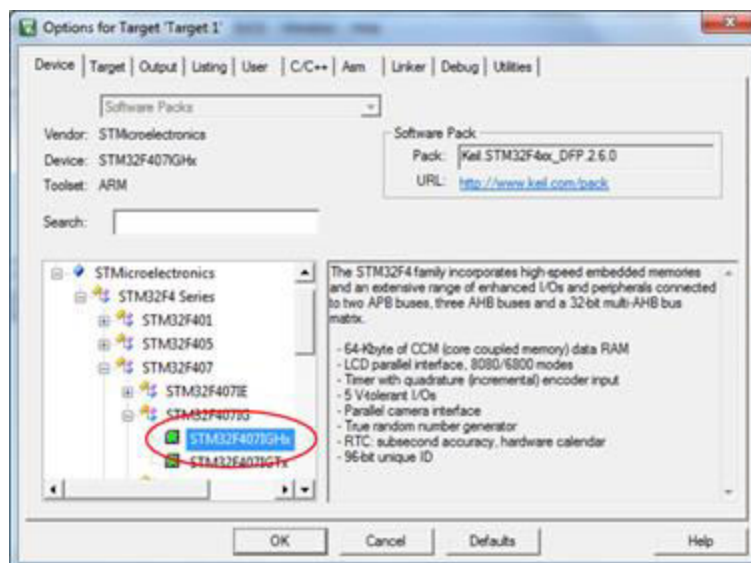 Options for Target 'Target 1'
Device
Target
Output
Listing
User
C/C++
Asm
Linker
Debug
Utilities
Software Packs
Vendor: STMicroelectronics
Device: STM32F407IGHx
Toolset: ARM
Search:
Software Pack
Pack: Keil.STM32F4xx_DFP.2.6.0
URL: http://www.keil.com/pack
STMicroelectronics
STM32F4 Series
STM32F401
STM32F405
STM32F407
STM32F407IE
STM32F407IG
STM32F407IGHx
STM32F407IGTx
The STM32F4 family incorporates high-speed embedded memories
and an extensive range of enhanced I/Os and peripherals connected
to two APB buses, three AHB buses and a 32-bit multi-AHB bus
matrix.
- 64-Kbyte of CCM (core coupled memory) data RAM
- LCD parallel interface, 8080/6800 modes
- Timer with quadrature (incremental) encoder input
- 5 V-tolerant I/Os
- Parallel camera interface
- True random number generator
- RTC: subsecond accuracy, hardware calendar
- 96-bit unique ID
OK
Cancel
Defaults
Help